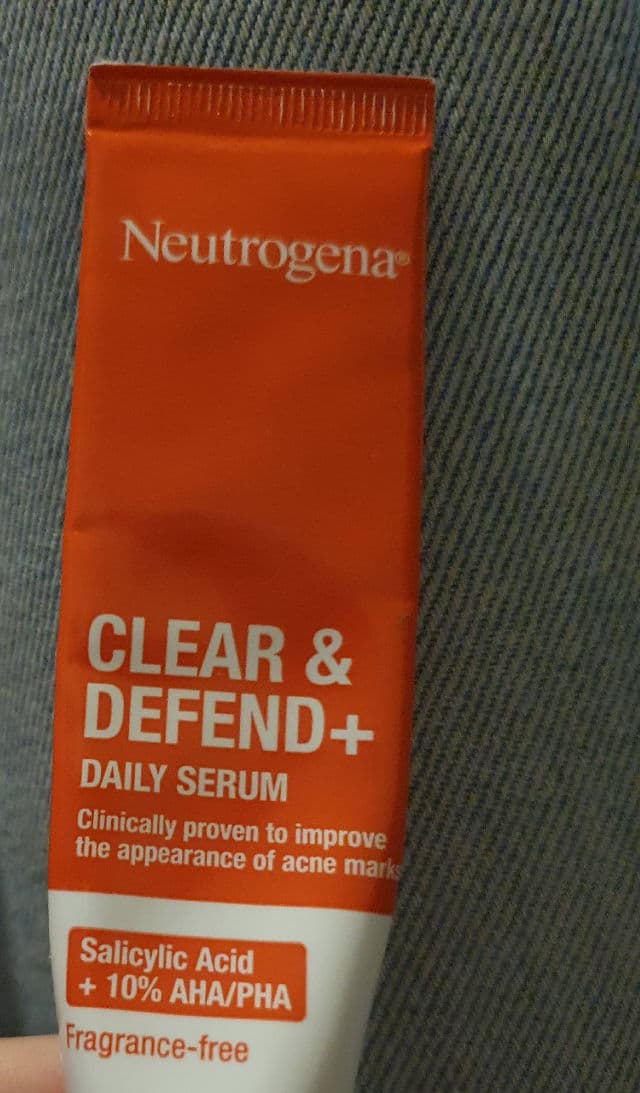 Neutrogena®
CLEAR &
DEFEND+
DAILY SERUM
Clinically proven to improve
the appearance of acne marks
Salicylic Acid
+ 10% AHA/PHA
Fragrance-free